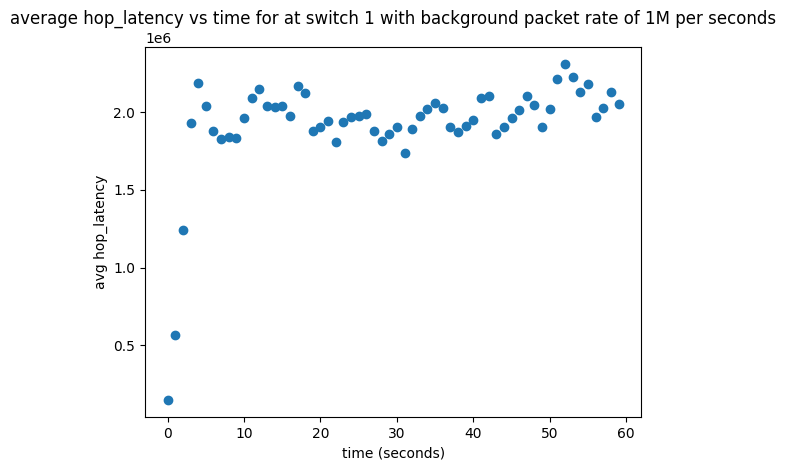 average hop_latency vs time for at switch 1 with background packet rate of 1M per seconds
1e6
2.0
1.5
1.0
0.5
avg hop_latency
0 10 20 30 40 50 60
time (seconds)